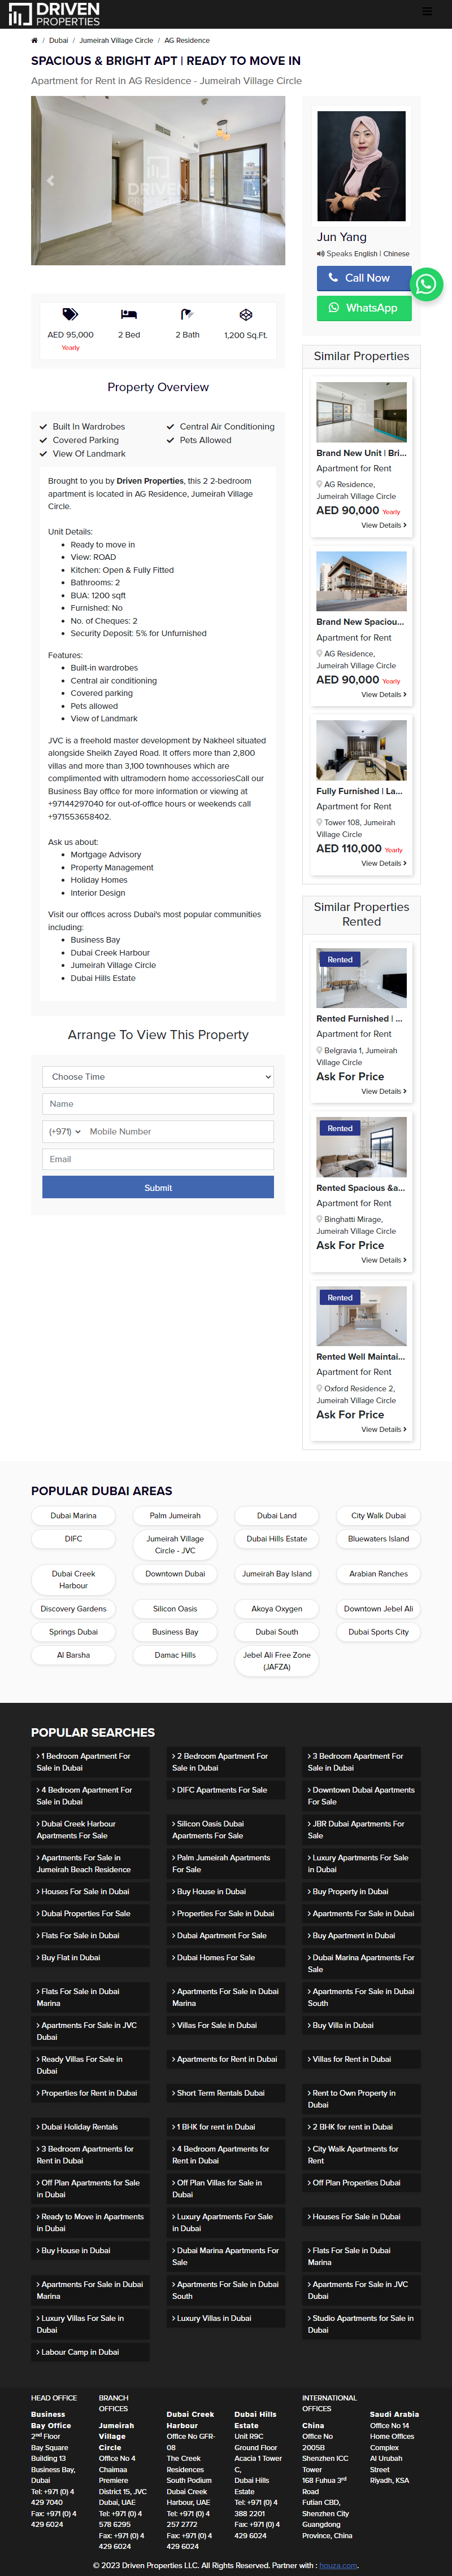 DRIVEN
PROPERTIES
/ Dubai / Jumeirah Village Circle / AG Residence
SPACIOUS & BRIGHT APT | READY TO MOVE IN
Apartment for Rent in AG Residence - Jumeirah Village Circle
DRIVEN
PROPERTIES
AED 95,000
Yearly
2 Bed
2 Bath
1,200 Sq.Ft.
Property Overview
Built In Wardrobes
Central Air Conditioning
Covered Parking
Pets Allowed
View Of Landmark
Brought to you by Driven Properties, this 2 2-bedroom
apartment is located in AG Residence, Jumeirah Village
Circle.
Unit Details:
Ready to move in
View: ROAD
Kitchen: Open & Fully Fitted
Bathrooms: 2
BUA: 1200 sqft
Furnished: No
No. of Cheques: 2
Security Deposit: 5% for Unfurnished
Features:
Built-in wardrobes
Central air conditioning
Covered parking
Pets allowed
View of Landmark
JVC is a freehold master development by Nakheel situated
alongside Sheikh Zayed Road. It offers more than 2,800
villas and more than 3,100 townhouses which are
complimented with ultramodern home accessoriesCall our
Business Bay office for more information or viewing at
+97144297040 for out-of-office hours or weekends call
+971553658402.
Ask us about:
Mortgage Advisory
Property Management
Holiday Homes
Interior Design
Visit our offices across Dubai's most popular communities
including:
Business Bay
Dubai Creek Harbour
Jumeirah Village Circle
Dubai Hills Estate
Arrange To View This Property
Choose Time
Name
(+971) Mobile Number
Email
Submit
Jun Yang
Speaks English | Chinese
Call Now
WhatsApp
Similar Properties
Brand New Unit | Bri...
Apartment for Rent
AG Residence,
Jumeirah Village Circle
AED 90,000 Yearly
View Details
Brand New Spaciou...
Apartment for Rent
AG Residence,
Jumeirah Village Circle
AED 90,000 Yearly
View Details
Fully Furnished | La...
Apartment for Rent
Tower 108, Jumeirah
Village Circle
AED 110,000 Yearly
View Details
Similar Properties
Rented
Rented
Rented Furnished | ...
Apartment for Rent
Belgravia 1, Jumeirah
Village Circle
Ask For Price
View Details
Rented
Rented Spacious &a...
Apartment for Rent
Binghatti Mirage,
Jumeirah Village Circle
Ask For Price
View Details
Rented
Rented Well Maintai...
Apartment for Rent
Oxford Residence 2,
Jumeirah Village Circle
Ask For Price
View Details
POPULAR DUBAI AREAS
Dubai Marina
Palm Jumeirah
Dubai Land
City Walk Dubai
DIFC
Jumeirah Village
Circle - JVC
Dubai Hills Estate
Bluewaters Island
Dubai Creek
Harbour
Downtown Dubai
Jumeirah Bay Island
Arabian Ranches
Discovery Gardens
Silicon Oasis
Akoya Oxygen
Downtown Jebel Ali
Springs Dubai
Business Bay
Dubai South
Dubai Sports City
Al Barsha
Damac Hills
Jebel Ali Free Zone
(JAFZA)
POPULAR SEARCHES
1 Bedroom Apartment For
Sale in Dubai
2 Bedroom Apartment For
Sale in Dubai
3 Bedroom Apartment For
Sale in Dubai
4 Bedroom Apartment For
Sale in Dubai
DIFC Apartments For Sale
Downtown Dubai Apartments
For Sale
Dubai Creek Harbour
Apartments For Sale
Silicon Oasis Dubai
Apartments For Sale
JBR Dubai Apartments For
Sale
Apartments For Sale in
Jumeirah Beach Residence
Palm Jumeirah Apartments
For Sale
Luxury Apartments For Sale
in Dubai
Houses For Sale in Dubai
Buy House in Dubai
Buy Property in Dubai
Dubai Properties For Sale
Properties For Sale in Dubai
Apartments For Sale in Dubai
Flats For Sale in Dubai
Dubai Apartment For Sale
Buy Apartment in Dubai
Buy Flat in Dubai
Dubai Homes For Sale
Dubai Marina Apartments For
Sale
Flats For Sale in Dubai
Marina
Apartments For Sale in Dubai
Marina
Apartments For Sale in Dubai
South
Apartments For Sale in JVC
Dubai
Villas For Sale in Dubai
Buy Villa in Dubai
Ready Villas For Sale in
Dubai
Apartments for Rent in Dubai
Villas for Rent in Dubai
Properties for Rent in Dubai
Short Term Rentals Dubai
Rent to Own Property in
Dubai
Dubai Holiday Rentals
1 BHK for rent in Dubai
2 BHK for rent in Dubai
3 Bedroom Apartments for
Rent in Dubai
4 Bedroom Apartments for
Rent in Dubai
City Walk Apartments for
Rent
Off Plan Apartments for Sale
in Dubai
Off Plan Villas for Sale in
Dubai
Off Plan Properties Dubai
Ready to Move in Apartments
in Dubai
Luxury Apartments For Sale
in Dubai
Houses For Sale in Dubai
Buy House in Dubai
Dubai Marina Apartments For
Sale
Flats For Sale in Dubai
Marina
Apartments For Sale in Dubai
Marina
Apartments For Sale in Dubai
South
Apartments For Sale in JVC
Dubai
Luxury Villas For Sale in
Dubai
Luxury Villas in Dubai
Studio Apartments for Sale in
Dubai
Labour Camp in Dubai
HEAD OFFICE
Business
Bay Office
2nd Floor
Bay Square
Building 13
Business Bay,
Dubai
Tel: +971 (0) 4
429 7040
Fax: +971 (0) 4
429 6024
BRANCH
OFFICES
Jumeirah
Village
Circle
Office No 4
Chaimaa
Premiere
District 15, JVC
Dubai, UAE
Tel: +971 (0) 4
578 6295
Fax: +971 (0) 4
429 6024
Dubai Creek
Harbour
Office No GFR-
08
The Creek
Residences
South Podium
Dubai Creek
Harbour, UAE
Tel: +971 (0) 4
257 2772
Fax: +971 (0) 4
429 6024
Dubai Hills
Estate
Unit R9C
Ground Floor
Acacia 1 Tower
C,
Dubai Hills
Estate
Tel: +971 (0) 4
388 2201
Fax: +971 (0) 4
429 6024
INTERNATIONAL
OFFICES
China
Office No
2005B
Shenzhen ICC
Tower
168 Fuhua 3rd
Road
Futian CBD,
Shenzhen City
Guangdong
Province, China
Saudi Arabia
Office No 14
Home Offices
Complex
Al Urubah
Street
Riyadh, KSA
© 2023 Driven Properties LLC. All Rights Reserved. Partner with : houza.com.